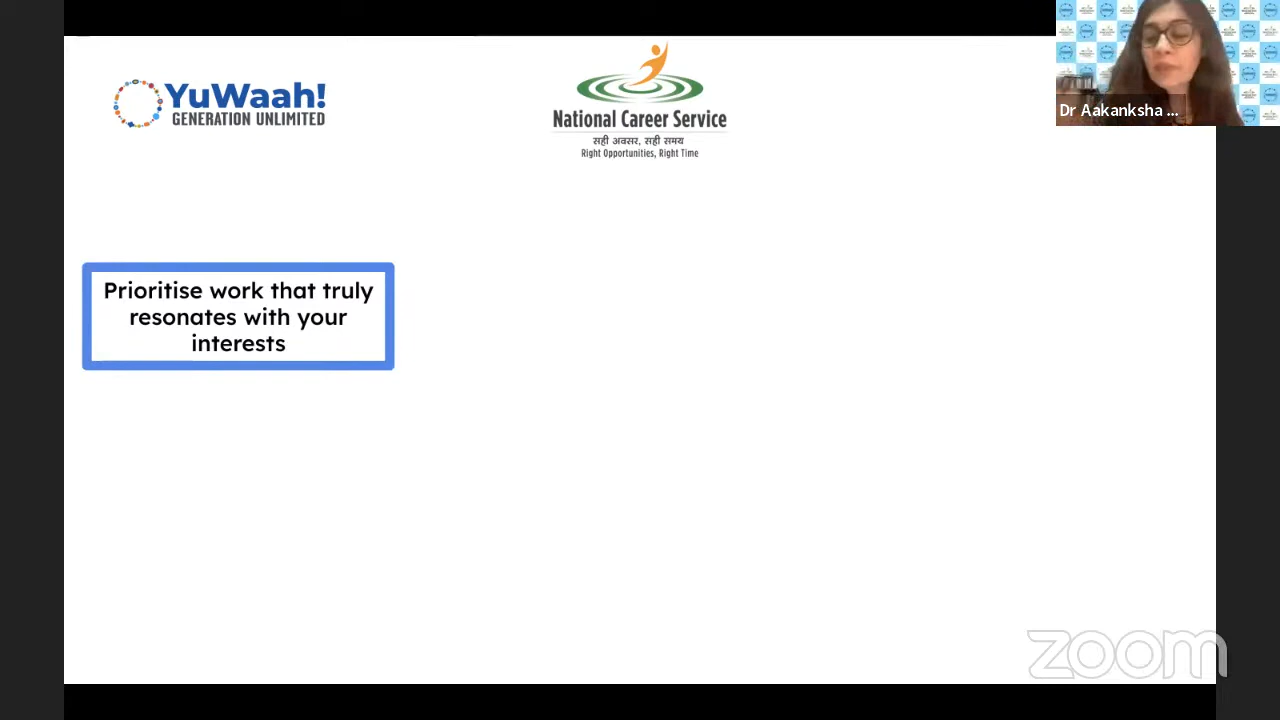 YuWaah!
GENERATION UNLIMITED
National Career Service
सही अवसर, सही समय
Right Opportunities, Right Time
Dr Aakanksha ...
Prioritise work that truly
resonates with your
interests
zoom